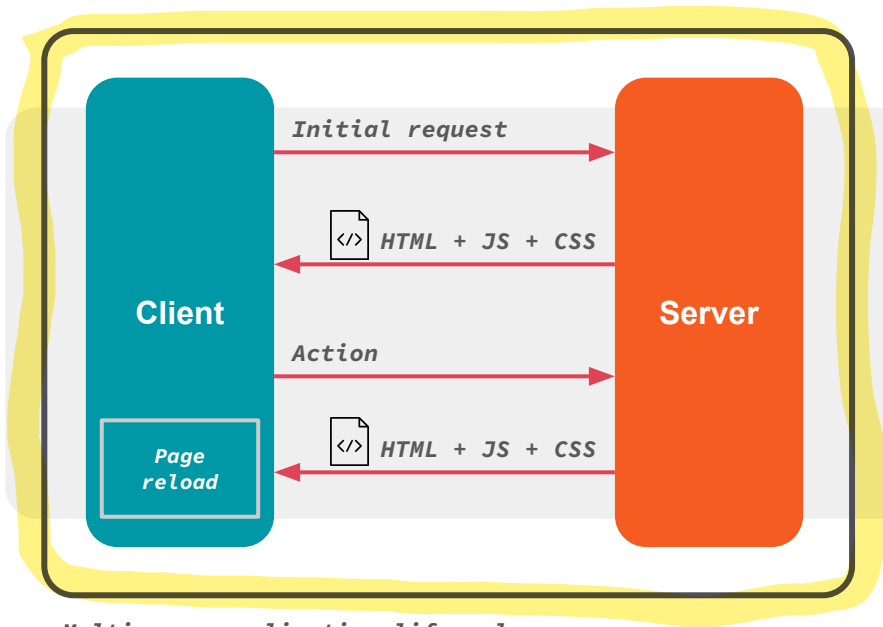 Initial request
</> HTML + JS + CSS
Client
Server
Action
</> HTML + JS + CSS
Page
reload